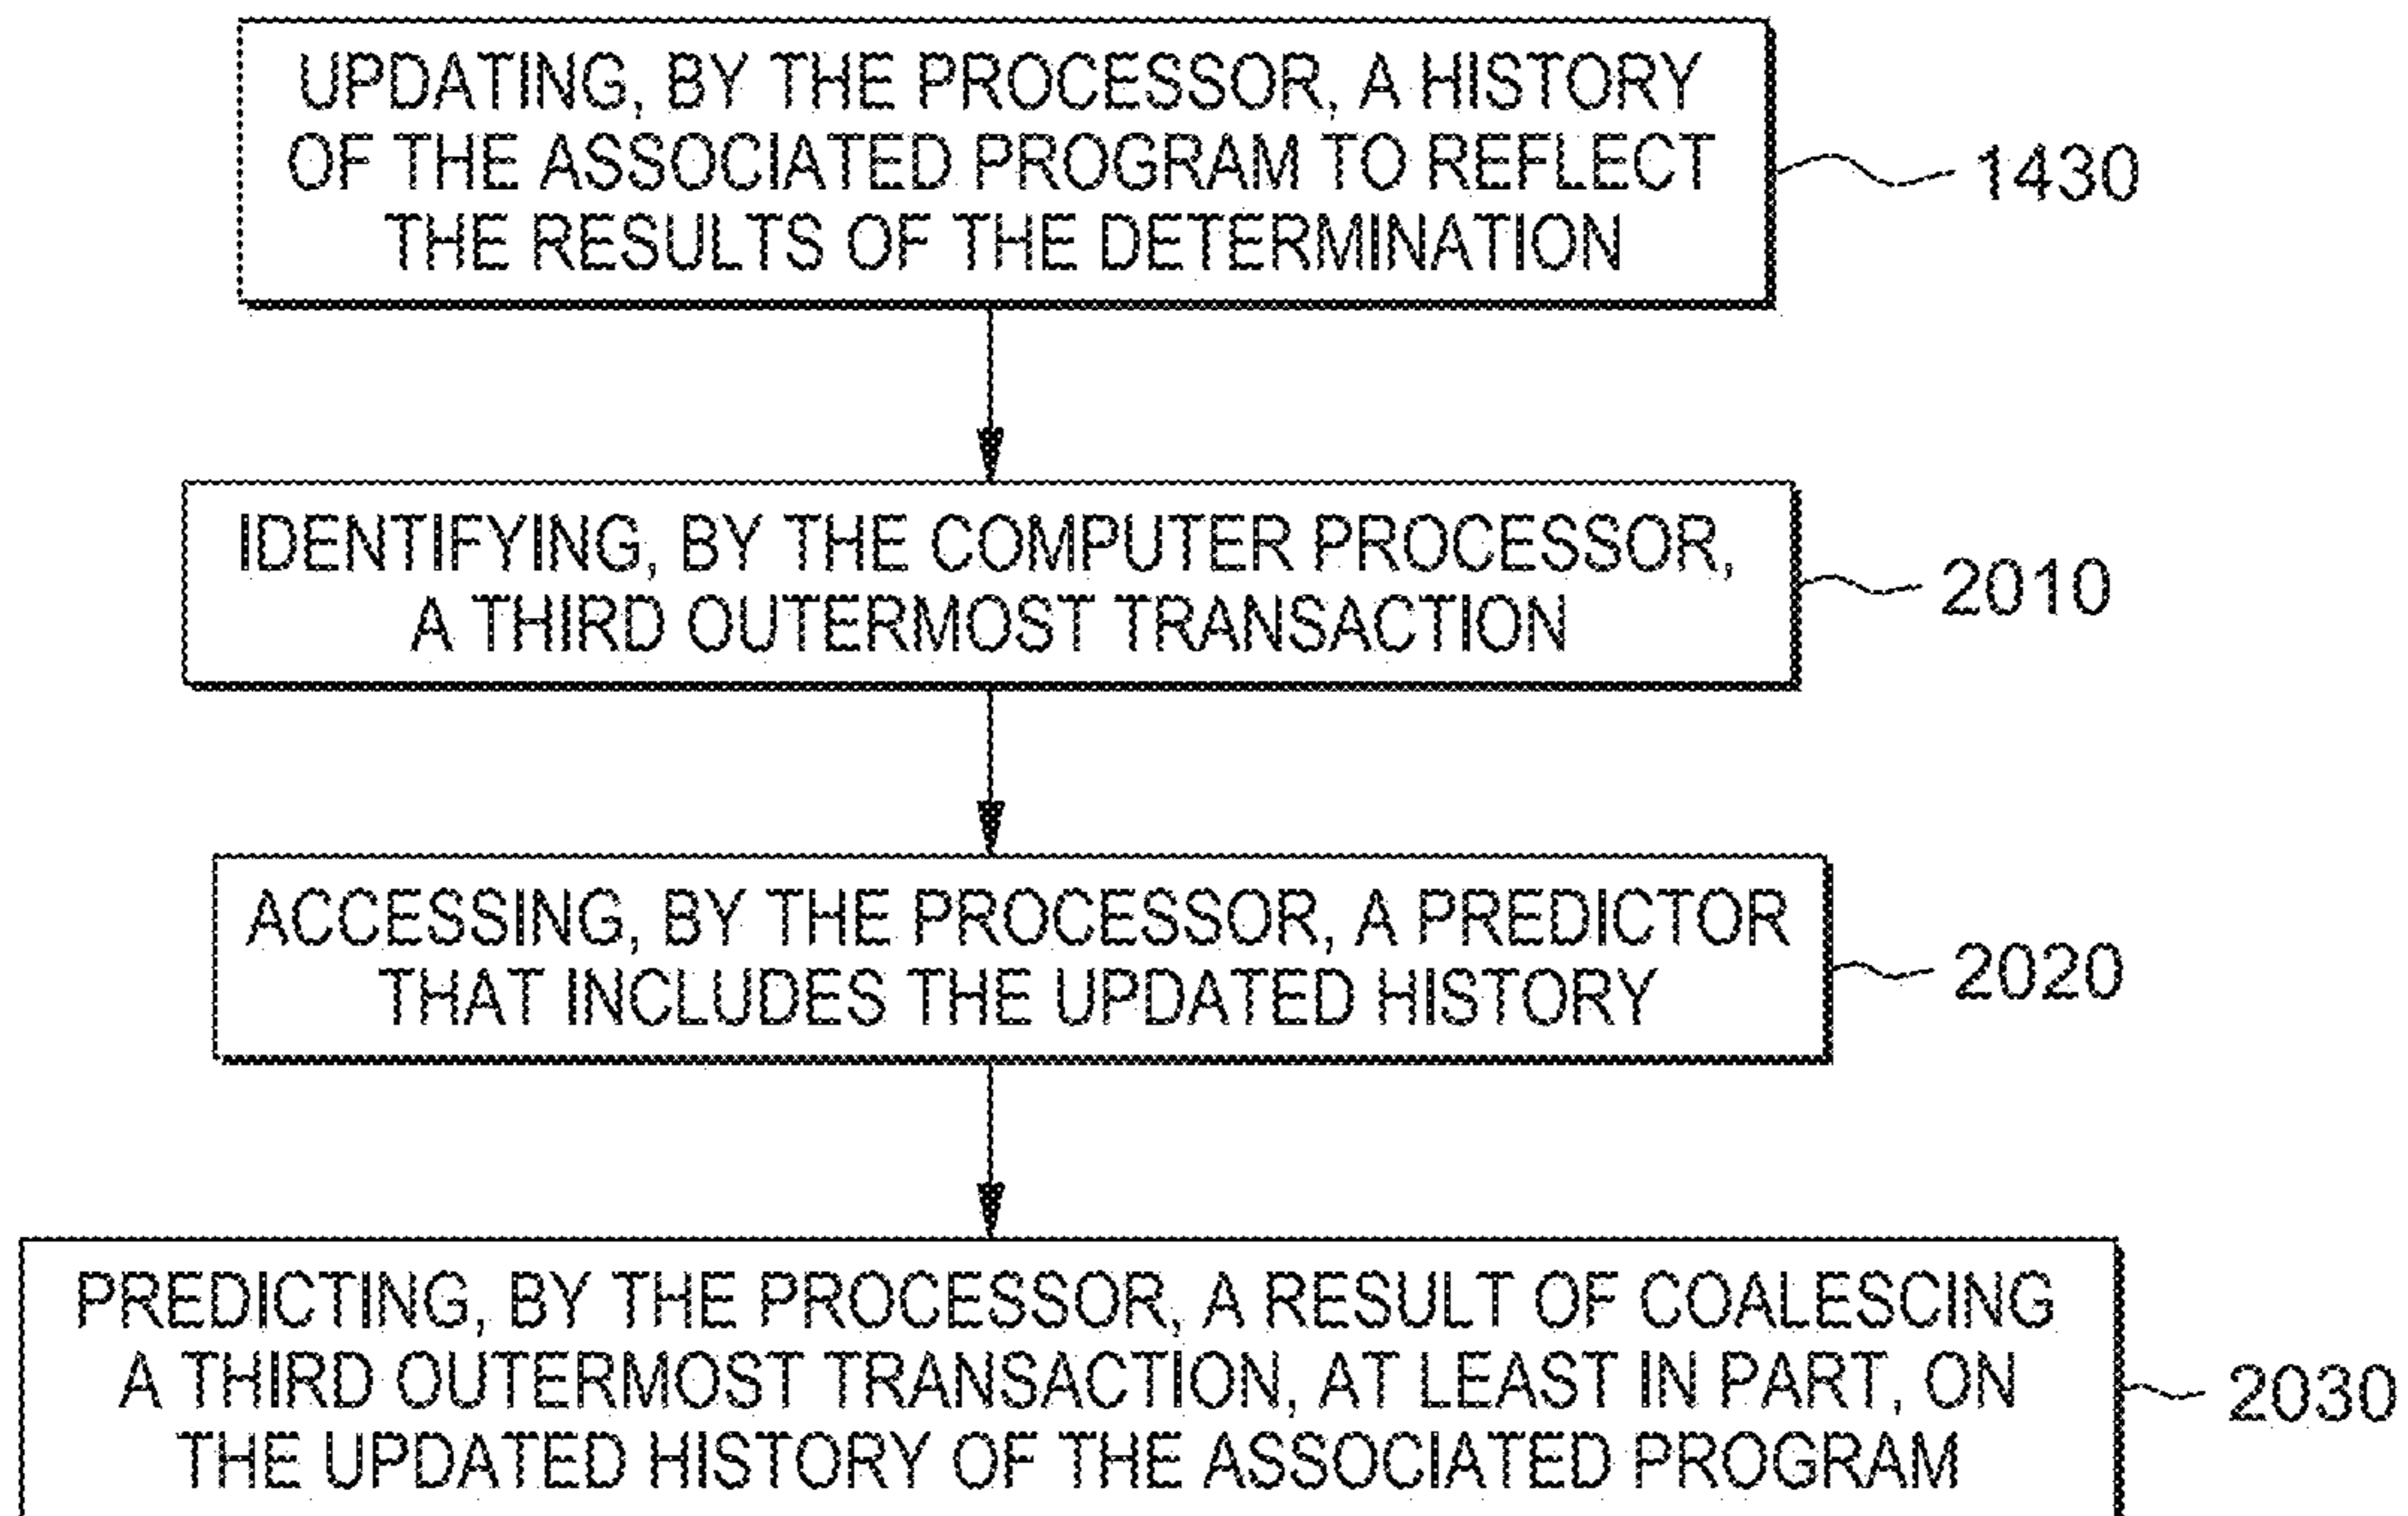 UPDATING, BY THE PROCESSOR, A HISTORY
OF THE ASSOCIATED PROGRAM TO REFLECT
THE RESULTS OF THE DETERMINATION
1430
IDENTIFYING, BY THE COMPUTER PROCESSOR,
A THIRD OUTERMOST TRANSACTION
2010
ACCESSING, BY THE PROCESSOR, A PREDICTOR
THAT INCLUDES THE UPDATED HISTORY
2020
PREDICTING, BY THE PROCESSOR, A RESULT OF COALESCING
A THIRD OUTERMOST TRANSACTION, AT LEAST IN PART, ON
THE UPDATED HISTORY OF THE ASSOCIATED PROGRAM
2030